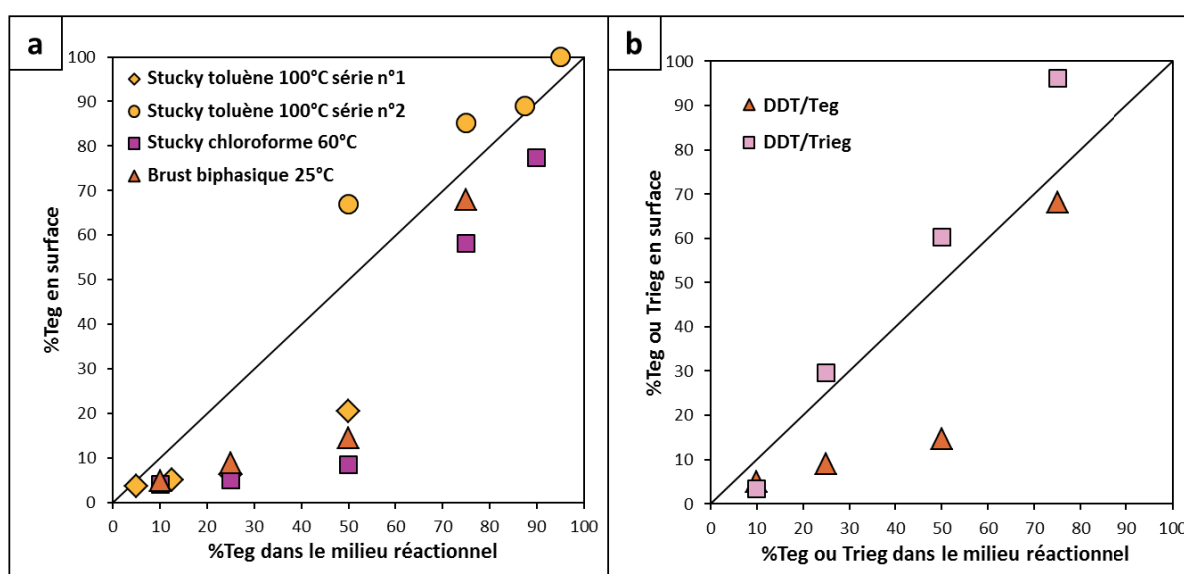 a
Stucky toluène 100°C série n°1
Stucky toluène 100°C série n°2
Stucky chloroforme 60°C
Brust biphasique 25°C
%Teg en surface
100
90
80
70
60
50
40
30
20
10
0
0 10 20 30 40 50 60 70 80 90 100
%Teg dans le milieu réactionnel
b
DDT/Teg
DDT/Trieg
%Teg ou Trieg en surface
100
90
80
70
60
50
40
30
20
10
0
0 10 20 30 40 50 60 70 80 90 100
%Teg ou Trieg dans le milieu réactionnel